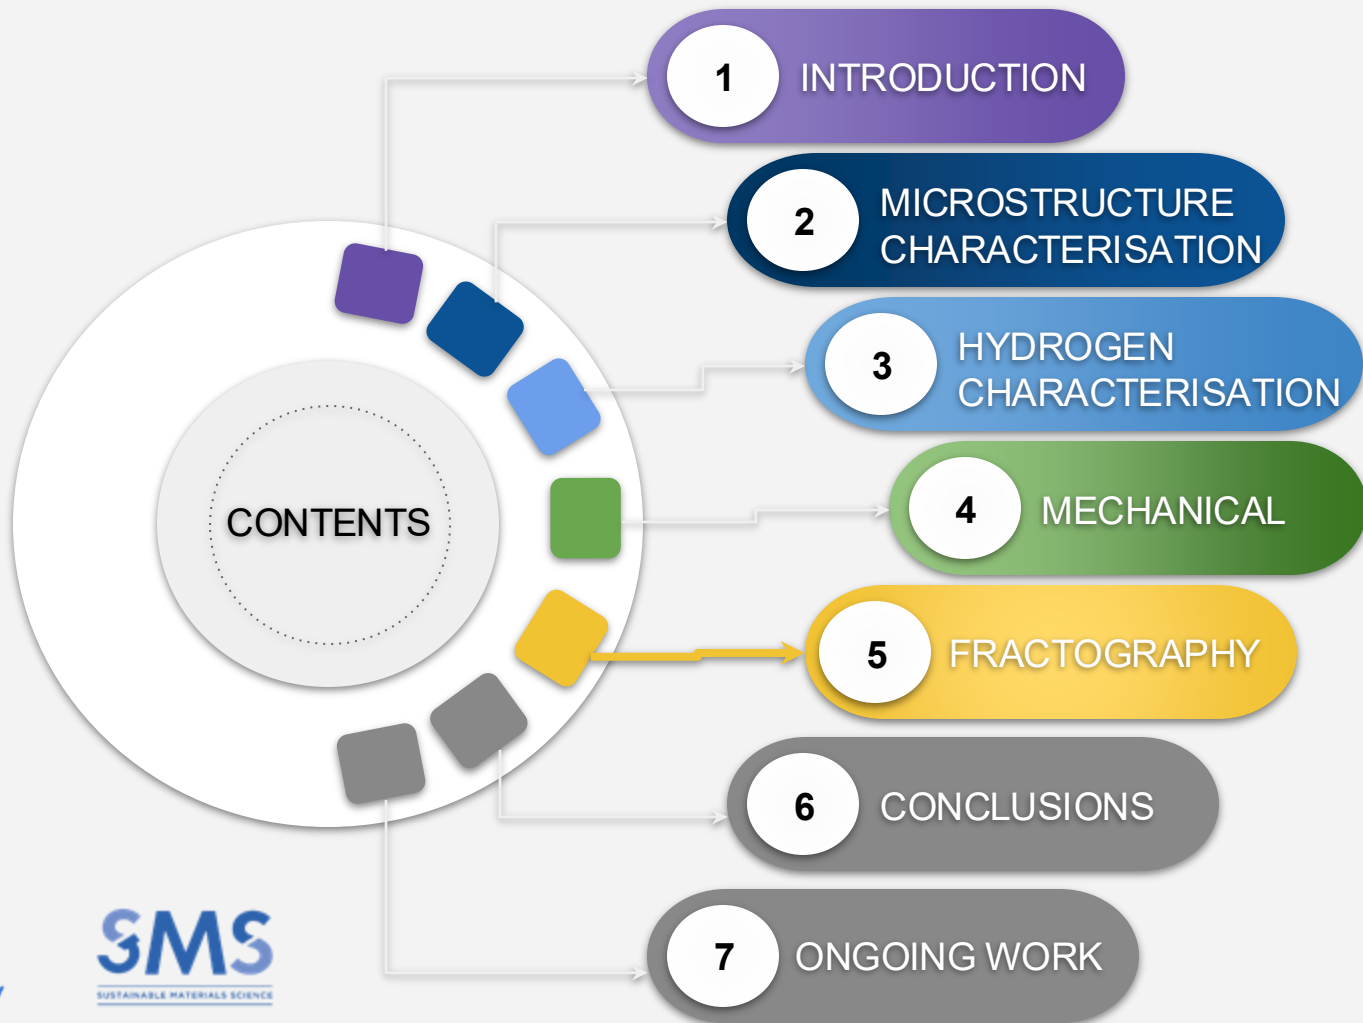 1 INTRODUCTION
2 MICROSTRUCTURE
CHARACTERISATION
3 HYDROGEN
CHARACTERISATION
CONTENTS
4 MECHANICAL
5 FRACTOGRAPHY
6 CONCLUSIONS
7 ONGOING WORK
SMS
SUSTAINABLE MATERIALS SCIENCE